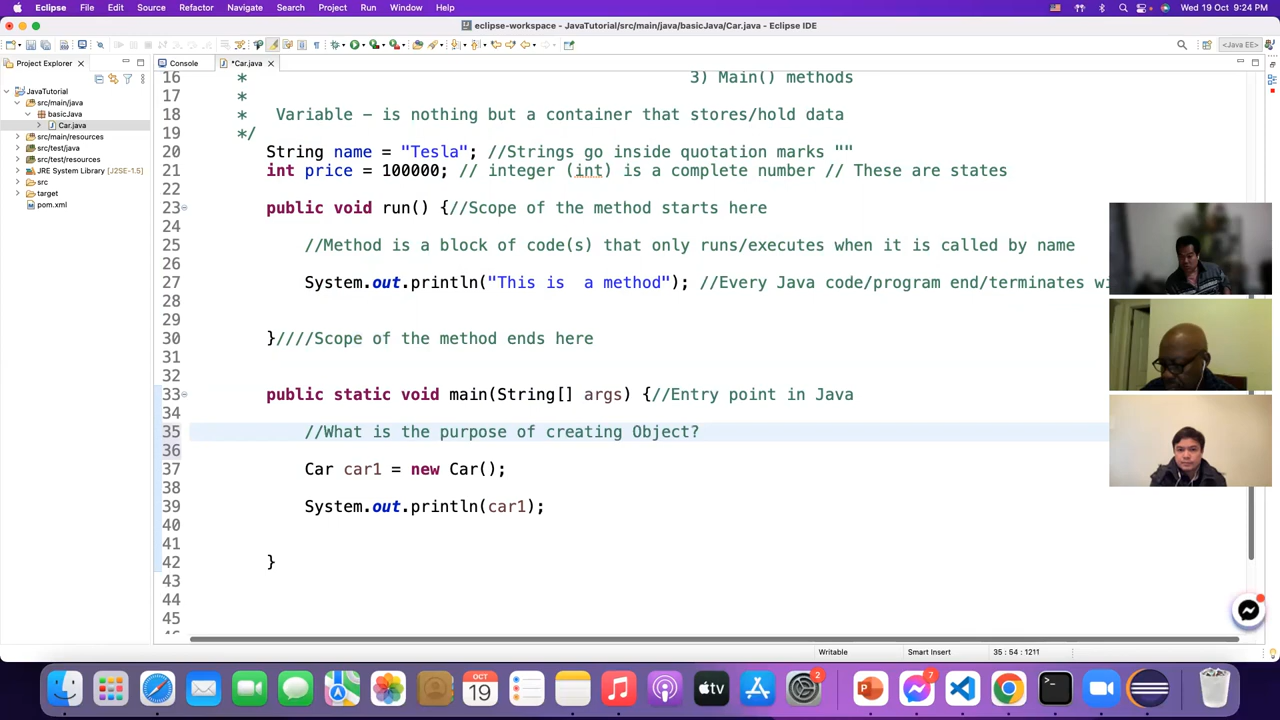 Eclipse File Edit Source Refactor Navigate Search Project Run Window Help Wed 19 Oct 9:24 PM
eclipse-workspace - JavaTutorial/src/main/java/basicJava/Car.java - Eclipse IDE
<Java EE>
Project Explorer
Console
*Car.java
JavaTutorial
src/main/java
basicJava
Car.java
src/main/resources
src/test/java
src/test/resources
JRE System Library [J2SE-1.5]
src
target
pom.xml
16 * 3) Main() methods
17 *
18 * Variable - is nothing but a container that stores/hold data
19 */
20 String name = "Tesla"; //Strings go inside quotation marks ""
21 int price = 100000; // integer (int) is a complete number // These are states
22
23 public void run() {//Scope of the method starts here
24
25 //Method is a block of code(s) that only runs/executes when it is called by name
26
27 System.out.println("This is  a method"); //Every Java code/program end/terminates wi
28
29
30 }////Scope of the method ends here
31
32
33 public static void main(String[] args) {//Entry point in Java
34
35 //What is the purpose of creating Object?
36
37 Car car1 = new Car();
38
39 System.out.println(car1);
40
41
42 }
43
44
45
Writable Smart Insert 35 : 54 : 1211
OCT
19
tv
2
7